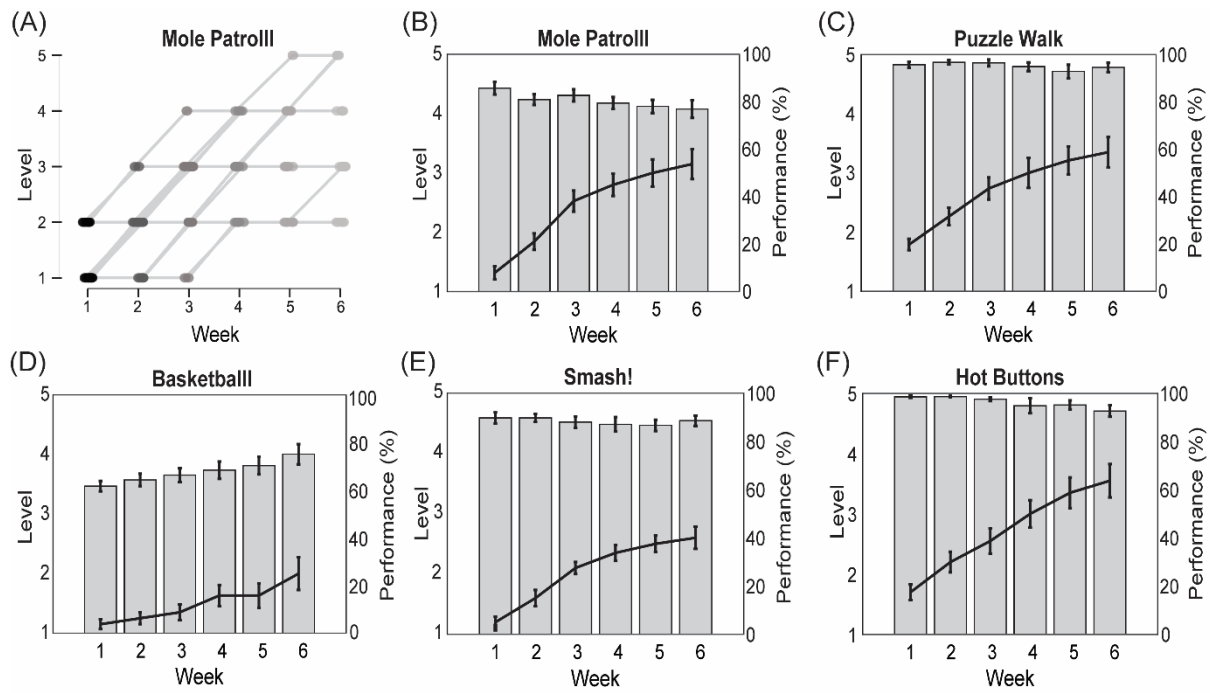 (A)
Mole Patrolll
Level
5
4
3
2
1
1 2 3 4 5 6
Week
(B)
Mole Patrolll
Level
5
4
3
2
1
100
80
60
40
20
0
Performance (%)
1 2 3 4 5 6
Week
(C)
Puzzle Walk
Level
5
4
3
2
1
100
80
60
40
20
0
Performance (%)
1 2 3 4 5 6
Week
(D)
Basketballl
Level
5
4
3
2
1
100
80
60
40
20
0
Performance (%)
1 2 3 4 5 6
Week
(E)
Smash!
Level
5
4
3
2
1
100
80
60
40
20
0
Performance (%)
1 2 3 4 5 6
Week
(F)
Hot Buttons
Level
5
4
3
2
1
100
80
60
40
20
0
Performance (%)
1 2 3 4 5 6
Week